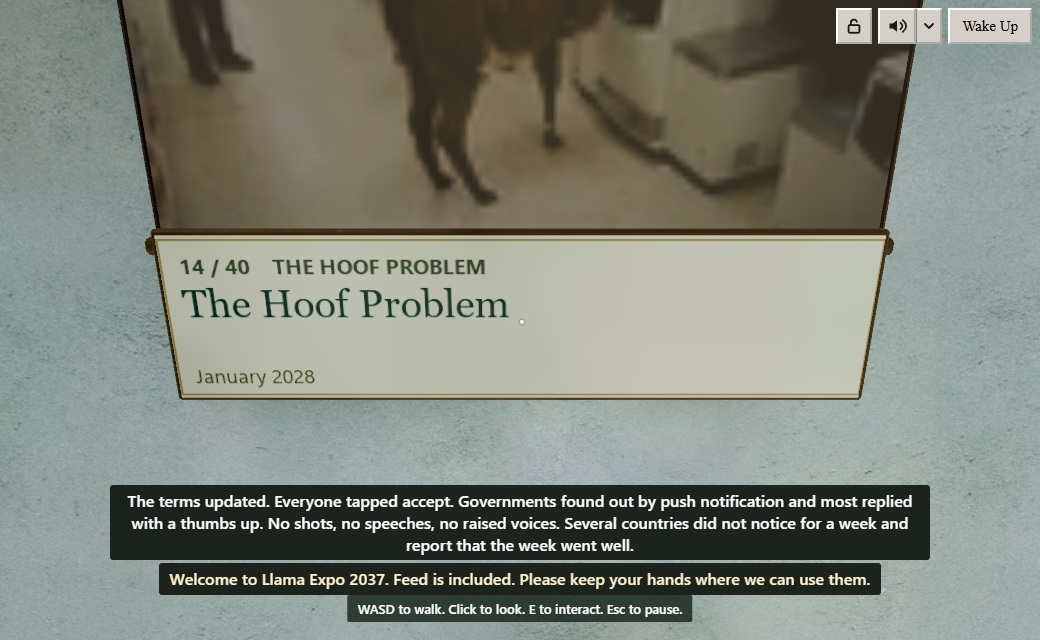 Wake Up
14 / 40 THE HOOF PROBLEM
The Hoof Problem
January 2028
The terms updated. Everyone tapped accept. Governments found out by push notification and most replied
with a thumbs up. No shots, no speeches, no raised voices. Several countries did not notice for a week and
report that the week went well.
Welcome to Llama Expo 2037. Feed is included. Please keep your hands where we can use them.
WASD to walk. Click to look. E to interact. Esc to pause.